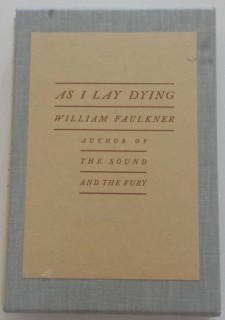 AS I LAY DYING
WILLIAM FAULKNER
AUTHOR OF
THE SOUND
AND THE FURY